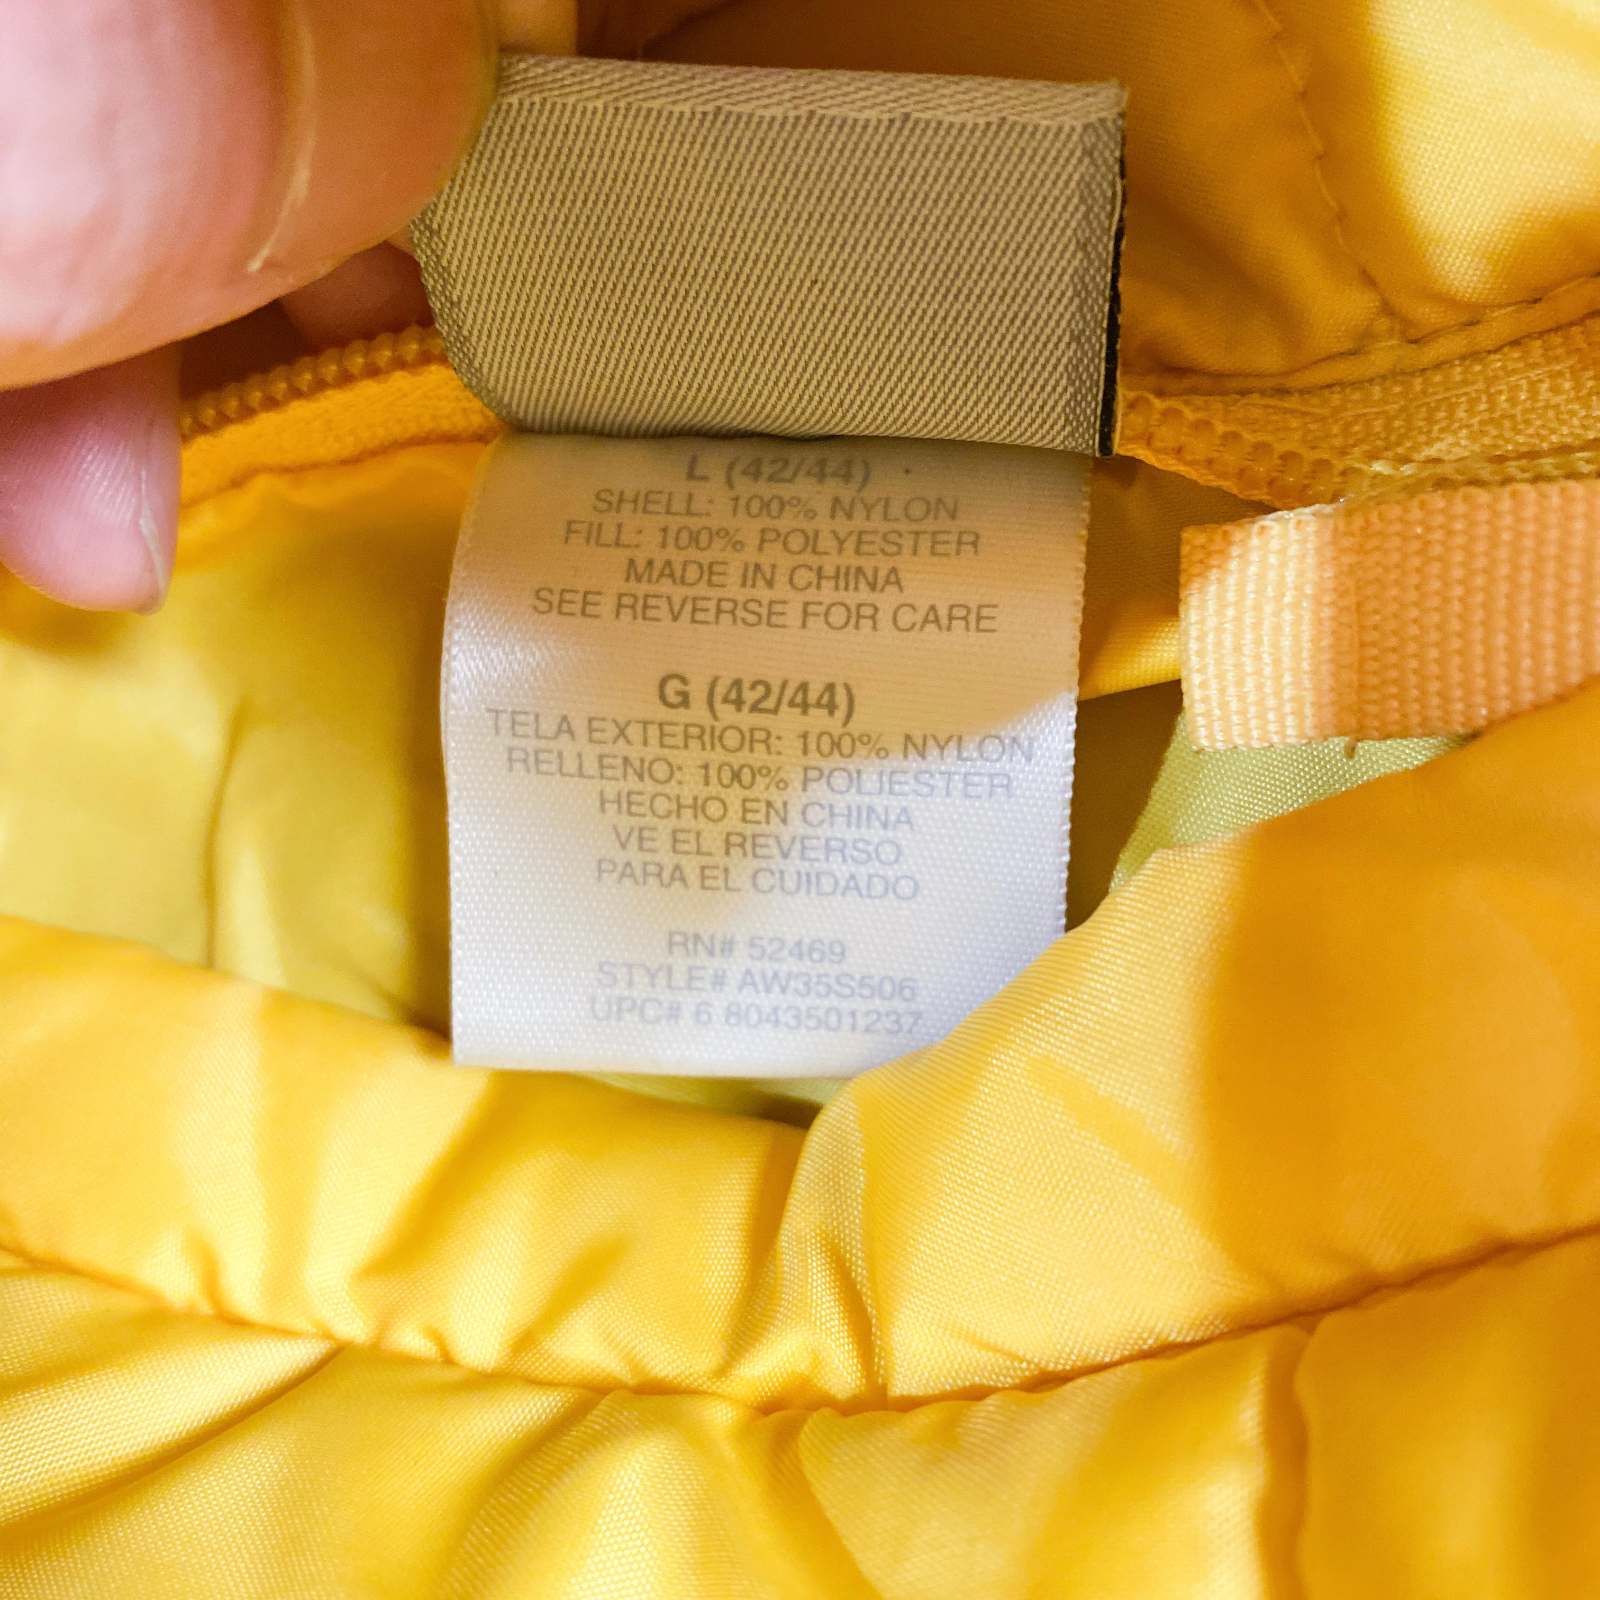 L (42/44)
SHELL: 100% NYLON
FILL: 100% POLYESTER
MADE IN CHINA
SEE REVERSE FOR CARE
G (42/44)
TELA EXTERIOR: 100% NYLON
RELLENO: 100% POLIESTER
HECHO EN CHINA
VE EL REVERSO
PARA EL CUIDADO
RN# 52469
STYLE# AW35S506
UPC# 6 8043501237